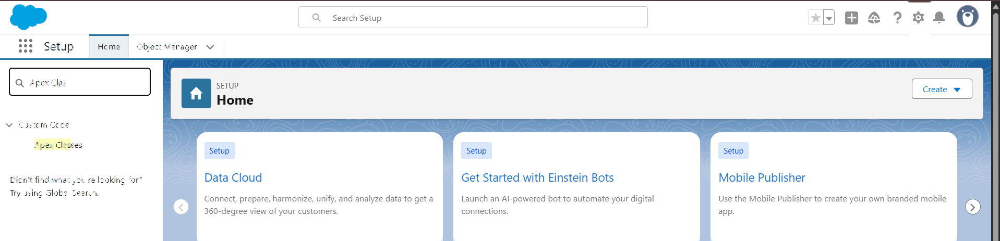 Search Setup
Setup
Home
Object Manager
Apex Clas
Custom Code
Apex Classes
Didn't find what you're looking for?
Try using Global Search.
SETUP
Home
Create
Setup
Data Cloud
Connect, prepare, harmonize, unify, and analyze data to get a
360-degree view of your customers.
Setup
Get Started with Einstein Bots
Launch an AI-powered bot to automate your digital
connections.
Setup
Mobile Publisher
Use the Mobile Publisher to create your own branded mobile
app.